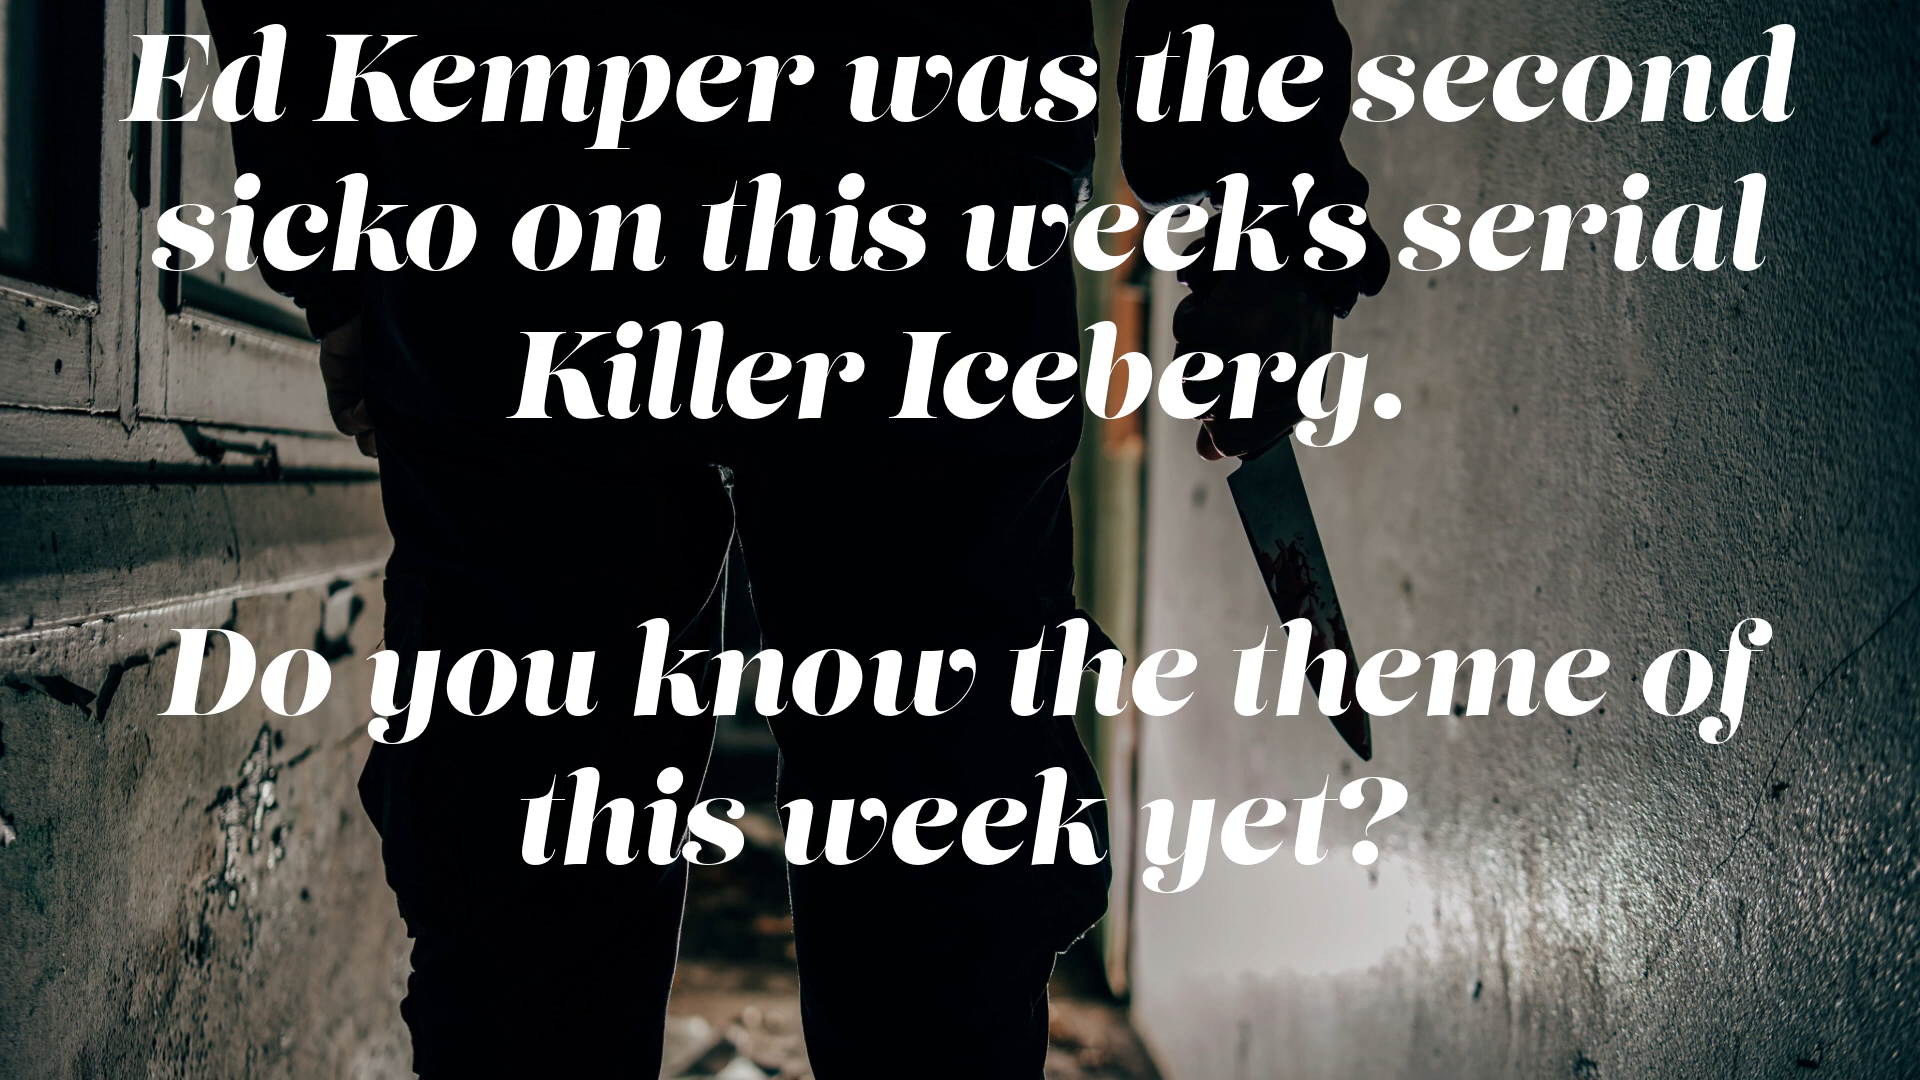 Ed Kemper was the second
sicko on this week's serial
Killer Iceberg.
Do you know the theme of
this week yet?